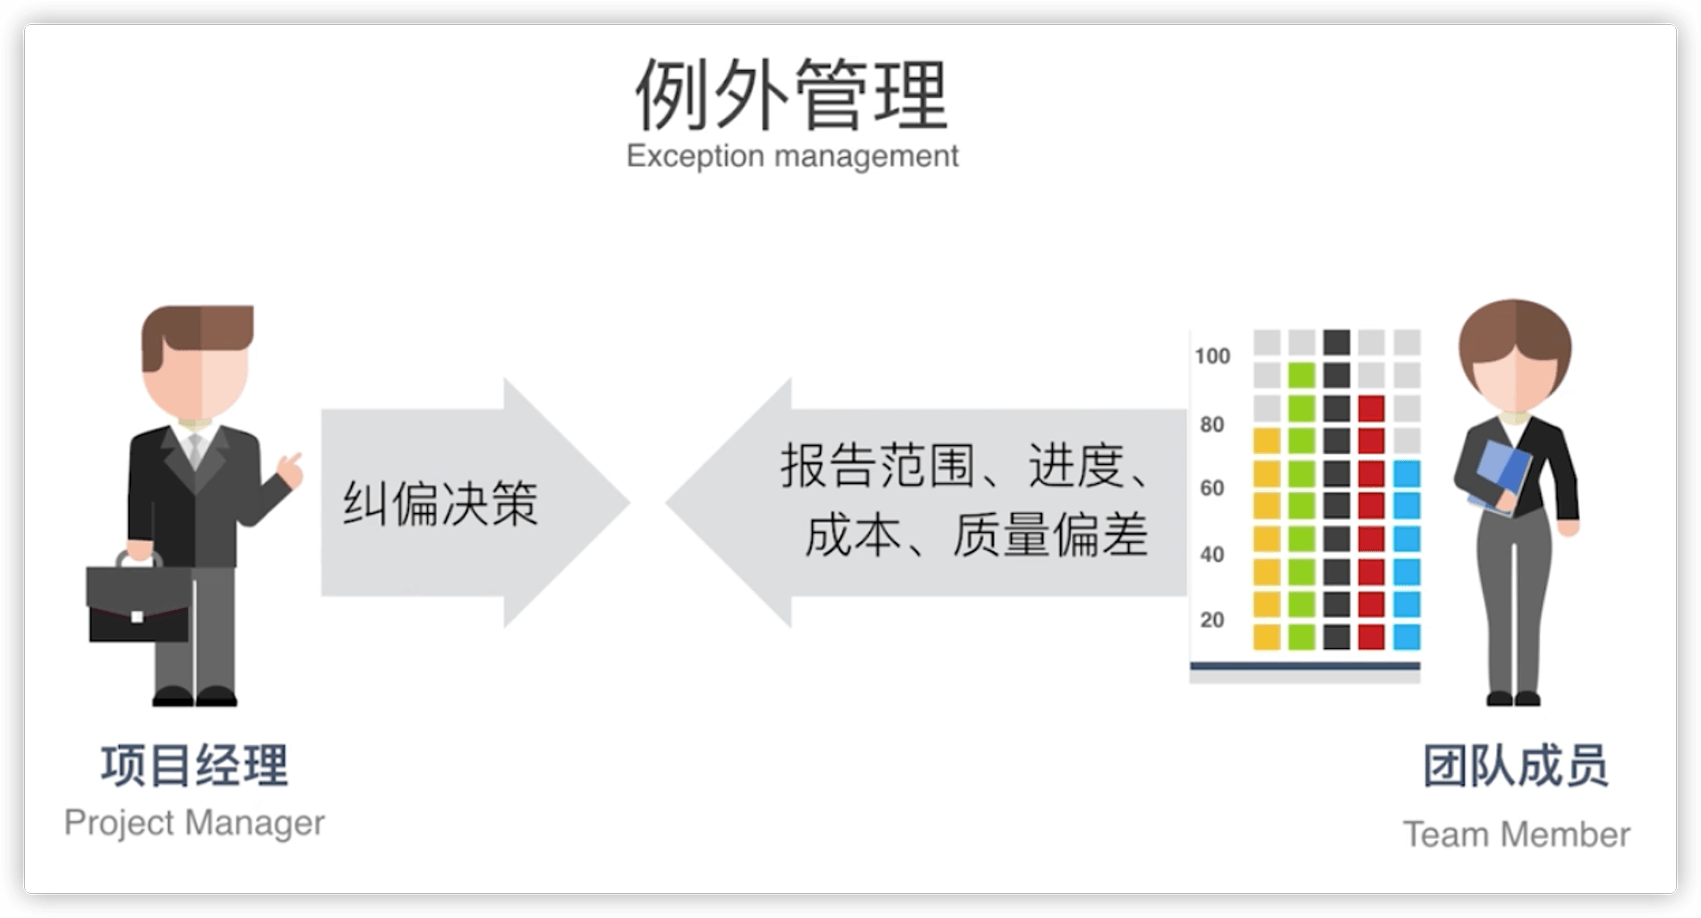 例外管理
Exception management
纠偏决策
报告范围、进度、
成本、质量偏差
100
80
60
40
20
项目经理
Project Manager
团队成员
Team Member